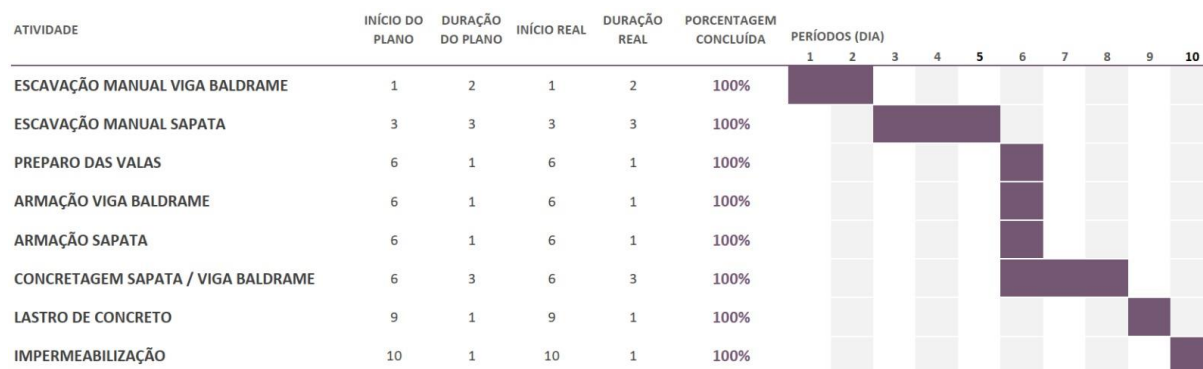 ATIVIDADE INÍCIO DO PLANO DURAÇÃO DO PLANO INÍCIO REAL DURAÇÃO REAL PORCENTAGEM CONCLUÍDA PERÍODOS (DIA)
1 2 3 4 5 6 7 8 9 10
ESCAVAÇÃO MANUAL VIGA BALDRAME 1 2 1 2 100%
ESCAVAÇÃO MANUAL SAPATA 3 3 3 3 100%
PREPARO DAS VALAS 6 1 6 1 100%
ARMAÇÃO VIGA BALDRAME 6 1 6 1 100%
ARMAÇÃO SAPATA 6 1 6 1 100%
CONCRETAGEM SAPATA / VIGA BALDRAME 6 3 6 3 100%
LASTRO DE CONCRETO 9 1 9 1 100%
IMPERMEABILIZAÇÃO 10 1 10 1 100%